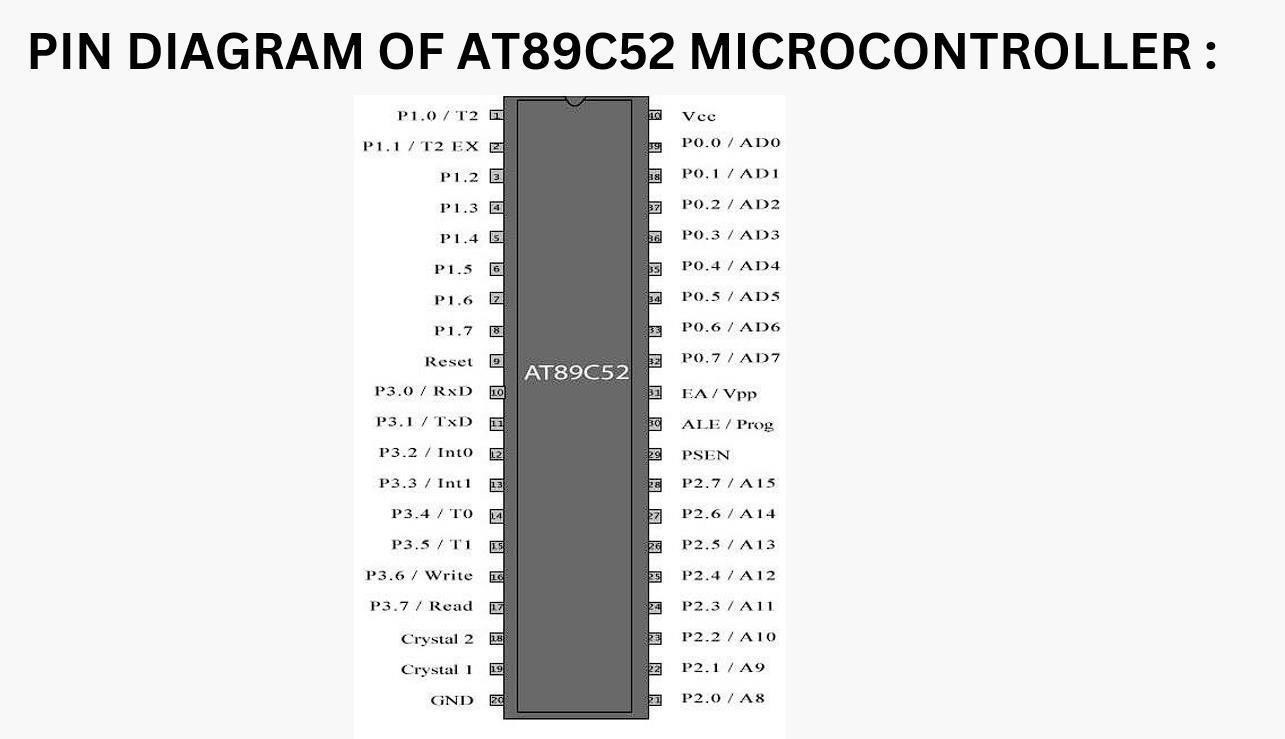 PIN DIAGRAM OF AT89C52 MICROCONTROLLER :
P1.0 / T2 1 40 Vcc
P1.1 / T2 EX 2 39 P0.0 / AD0
P1.2 3 38 P0.1 / AD1
P1.3 4 37 P0.2 / AD2
P1.4 5 36 P0.3 / AD3
P1.5 6 35 P0.4 / AD4
P1.6 7 34 P0.5 / AD5
P1.7 8 33 P0.6 / AD6
Reset 9 32 P0.7 / AD7
AT89C52
P3.0 / RxD 10 31 EA / Vpp
P3.1 / TxD 11 30 ALE / Prog
P3.2 / Int0 12 29 PSEN
P3.3 / Int1 13 28 P2.7 / A15
P3.4 / T0 14 27 P2.6 / A14
P3.5 / T1 15 26 P2.5 / A13
P3.6 / Write 16 25 P2.4 / A12
P3.7 / Read 17 24 P2.3 / A11
Crystal 2 18 23 P2.2 / A10
Crystal 1 19 22 P2.1 / A9
GND 20 21 P2.0 / A8